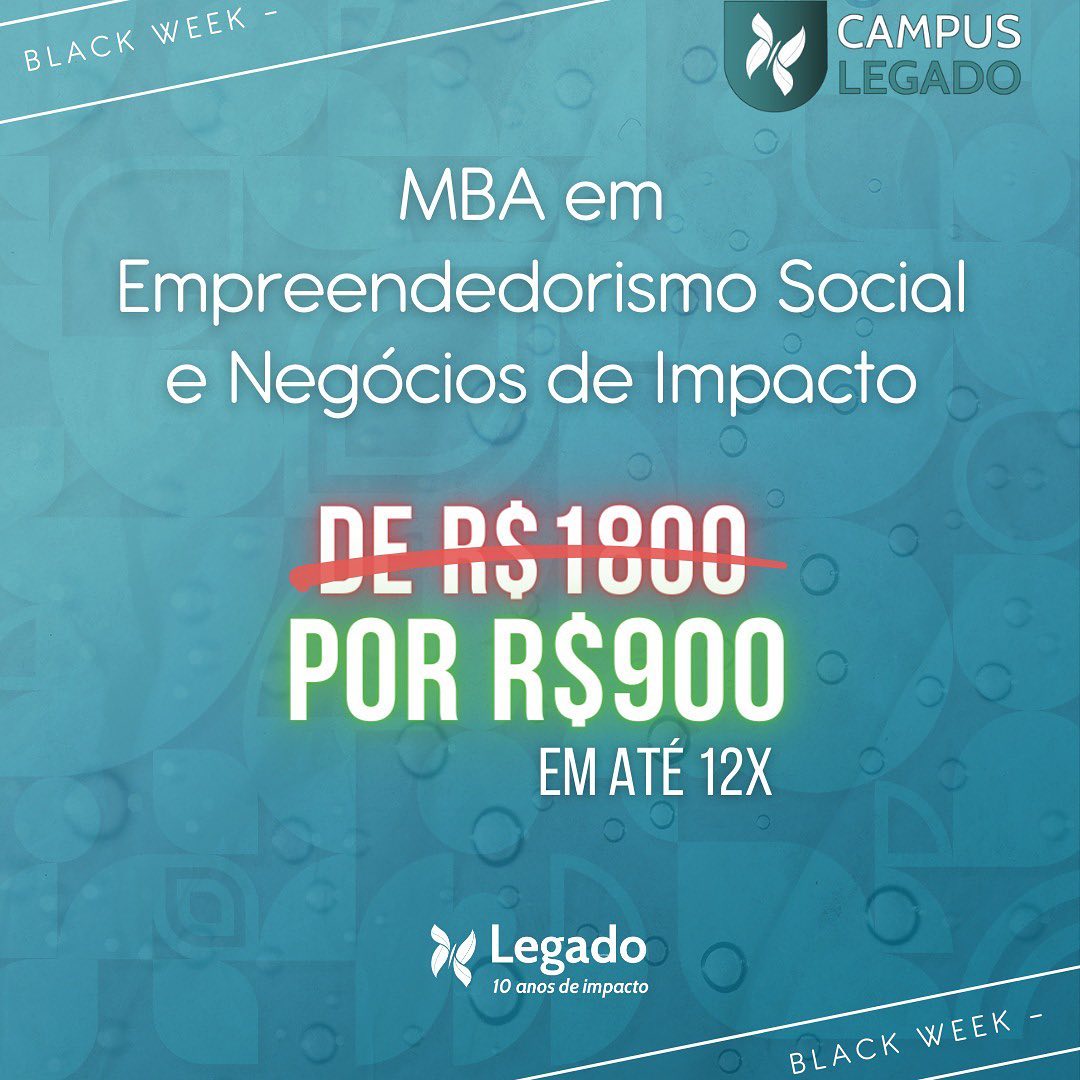 BLACK WEEK -
CAMPUS
LEGADO
MBA em
Empreendedorismo Social
e Negócios de Impacto
DE R$1800
POR R$900
EM ATÉ 12X
Legado
10 anos de impacto
BLACK WEEK -